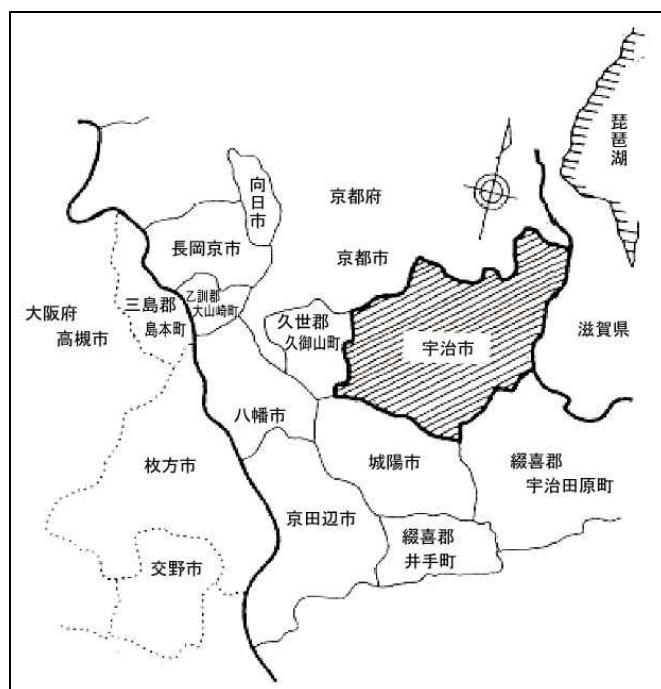 琵琶湖
向日市
京都府
長岡京市
京都市
乙訓郡
大山崎町
三島郡
島本町
大阪府
高槻市
久世郡
久御山町
宇治市
滋賀県
八幡市
城陽市
綴喜郡
宇治田原町
枚方市
京田辺市
綴喜郡
井手町
交野市